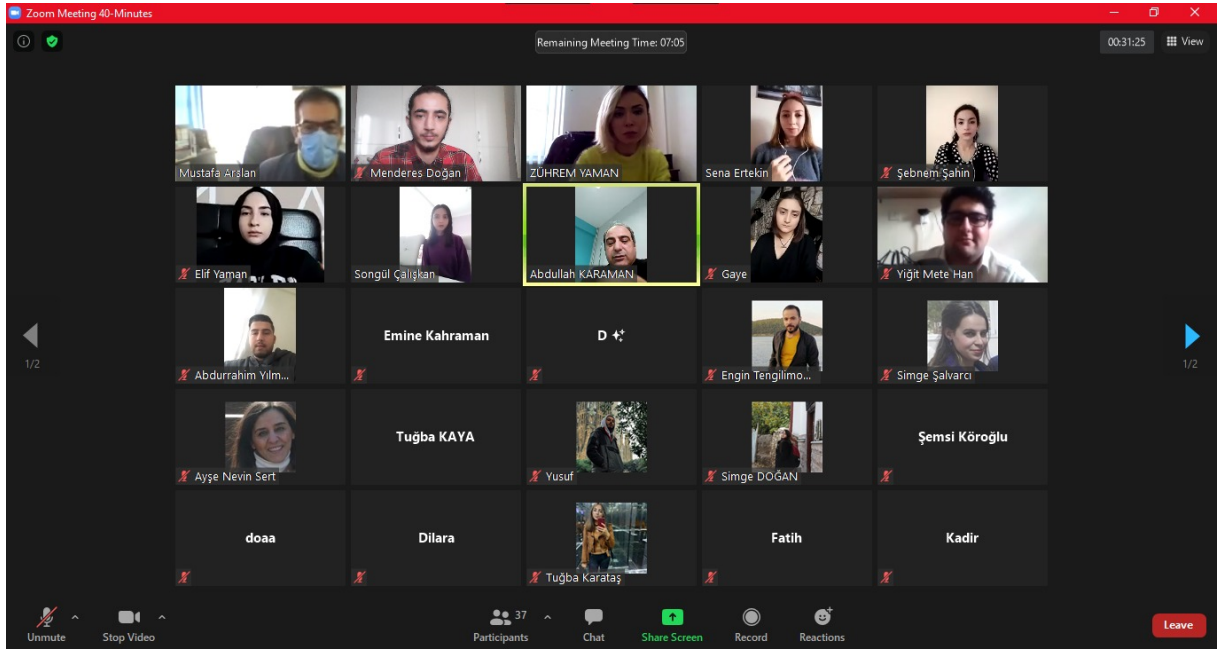 Zoom Meeting 40-Minutes
Remaining Meeting Time: 07:05
00:31:25
View
Mustafa Arslan
Menderes Doğan
ZÜHREM YAMAN
Sena Ertekin
Şebnem Şahin
Elif Yaman
Songül Çalışkan
Abdullah KARAMAN
Gaye
Yiğit Mete Han
1/2
Abdurrahim Yılm...
Emine Kahraman
D
Engin Tengilimo...
Simge Şalvarcı
1/2
Ayşe Nevin Sert
Tuğba KAYA
Yusuf
Simge DOĞAN
Şemsi Köroğlu
doaa
Dilara
Tuğba Karataş
Fatih
Kadir
Unmute
Stop Video
37
Participants
Chat
Share Screen
Record
Reactions
Leave